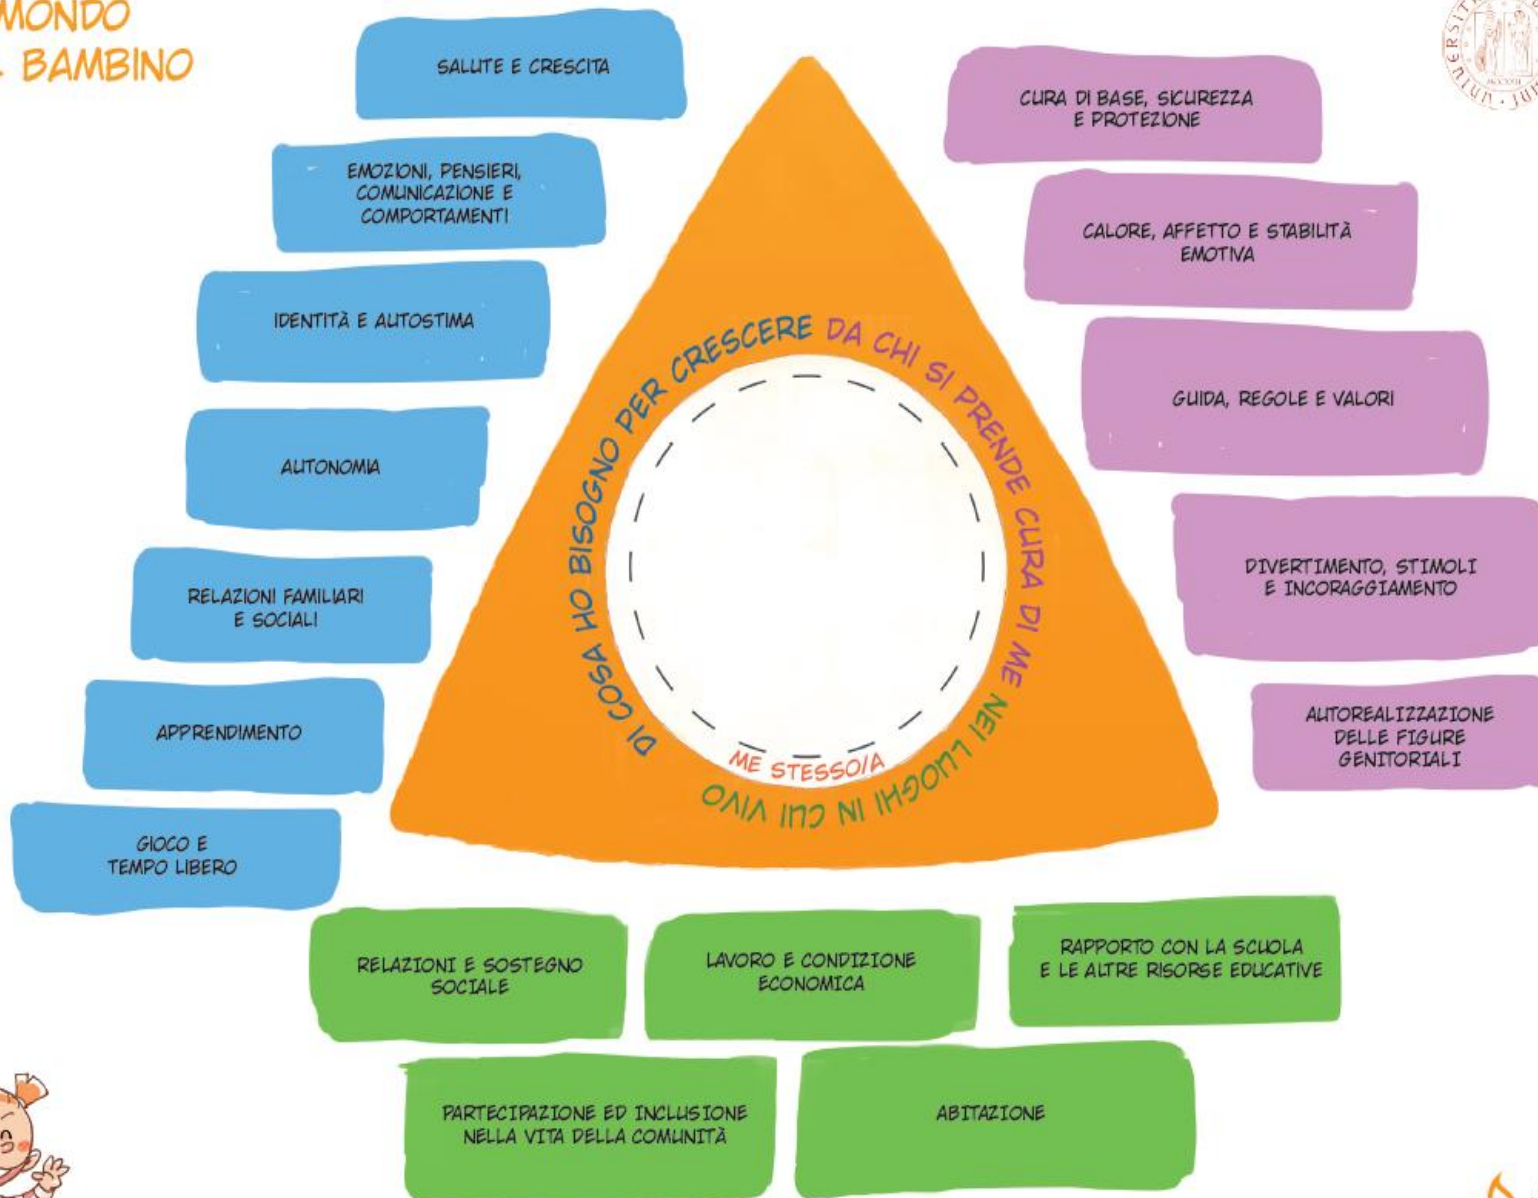 MONDO
BAMBINO
SALUTE E CRESCITA
EMOZIONI, PENSIERI,
COMUNICAZIONE E
COMPORTAMENTI
IDENTITÀ E AUTOSTIMA
AUTONOMIA
RELAZIONI FAMILIARI
E SOCIALI
APPRENDIMENTO
GIOCO E
TEMPO LIBERO
DI COSA HO BISOGNO PER CRESCERE
DA CHI SI PRENDE CURA DI ME
NEI LUOGHI IN CUI VIVO
ME STESSO/A
CURA DI BASE, SICUREZZA
E PROTEZIONE
CALORE, AFFETTO E STABILITÀ
EMOTIVA
GUIDA, REGOLE E VALORI
DIVERTIMENTO, STIMOLI
E INCORAGGIAMENTO
AUTOREALIZZAZIONE
DELLE FIGURE
GENITORIALI
RELAZIONI E SOSTEGNO
SOCIALE
LAVORO E CONDIZIONE
ECONOMICA
RAPPORTO CON LA SCUOLA
E LE ALTRE RISORSE EDUCATIVE
PARTECIPAZIONE ED INCLUSIONE
NELLA VITA DELLA COMUNITÀ
ABITAZIONE